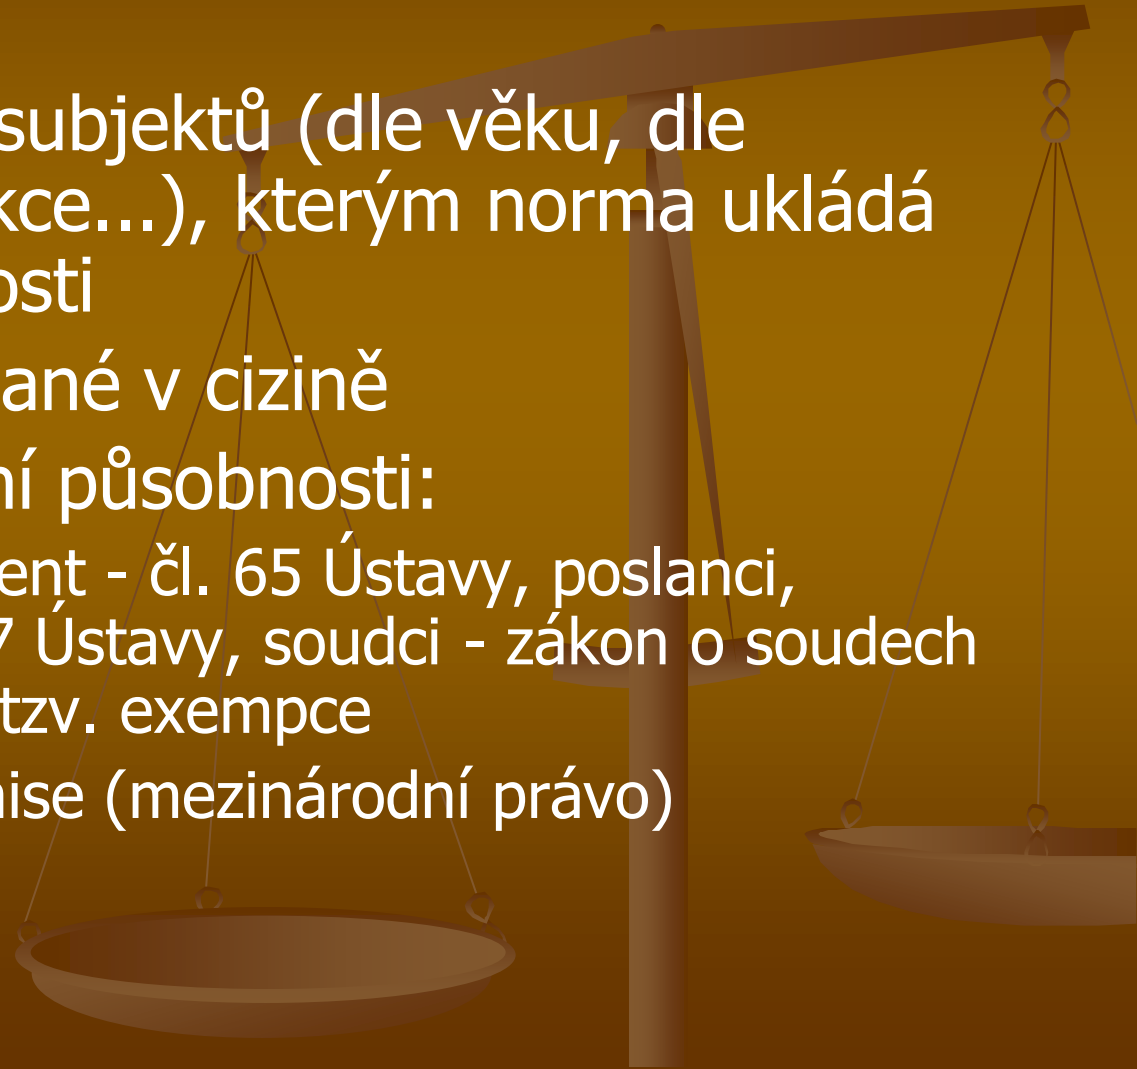 subjektů (dle věku, dle
kce...), kterým norma ukládá
osti
ané v cizině
ní působnosti:
ent - čl. 65 Ústavy, poslanci,
7 Ústavy, soudci - zákon o soudech
tzv. exempce
ise (mezinárodní právo)